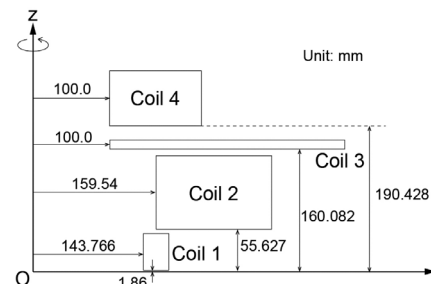 Z
Unit: mm
100.0
Coil 4
100.0
Coil 3
159.54
Coil 2
190.428
160.082
143.766
Coil 1
55.627
1.86
O